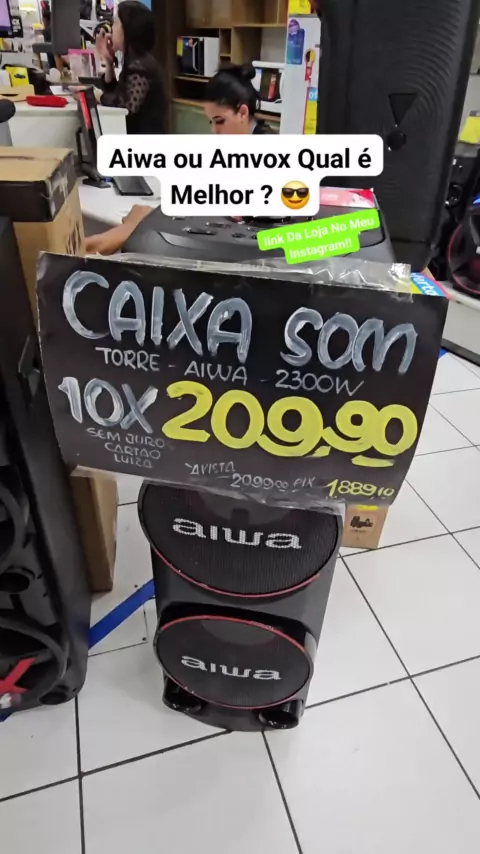 Aiwa ou Amvox Qual é
Melhor ? 😎
link Da Loja No Meu
Instagram!!
CAIXA SOM
TORRE - AIWA - 2300W
10X 209,90
SEM JURO
CARTÃO
LUIZA
AVISTA
2099,00 PIX 1.889,10
aiwa
aiwa